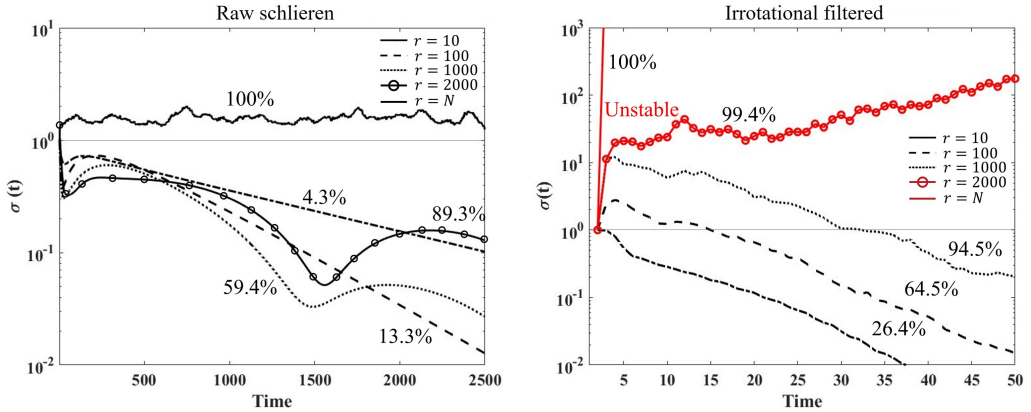 Raw schlieren
10¹
10⁰
10⁻¹
10⁻²
σ (t)
r = 10
r = 100
r = 1000
r = 2000
r = N
100%
4.3%
89.3%
59.4%
13.3%
500
1000
1500
2000
2500
Time
Irrotational filtered
10³
10²
10¹
10⁰
10⁻¹
10⁻²
σ(t)
100%
Unstable
99.4%
r = 10
r = 100
r = 1000
r = 2000
r = N
94.5%
64.5%
26.4%
5
10
15
20
25
30
35
40
45
50
Time